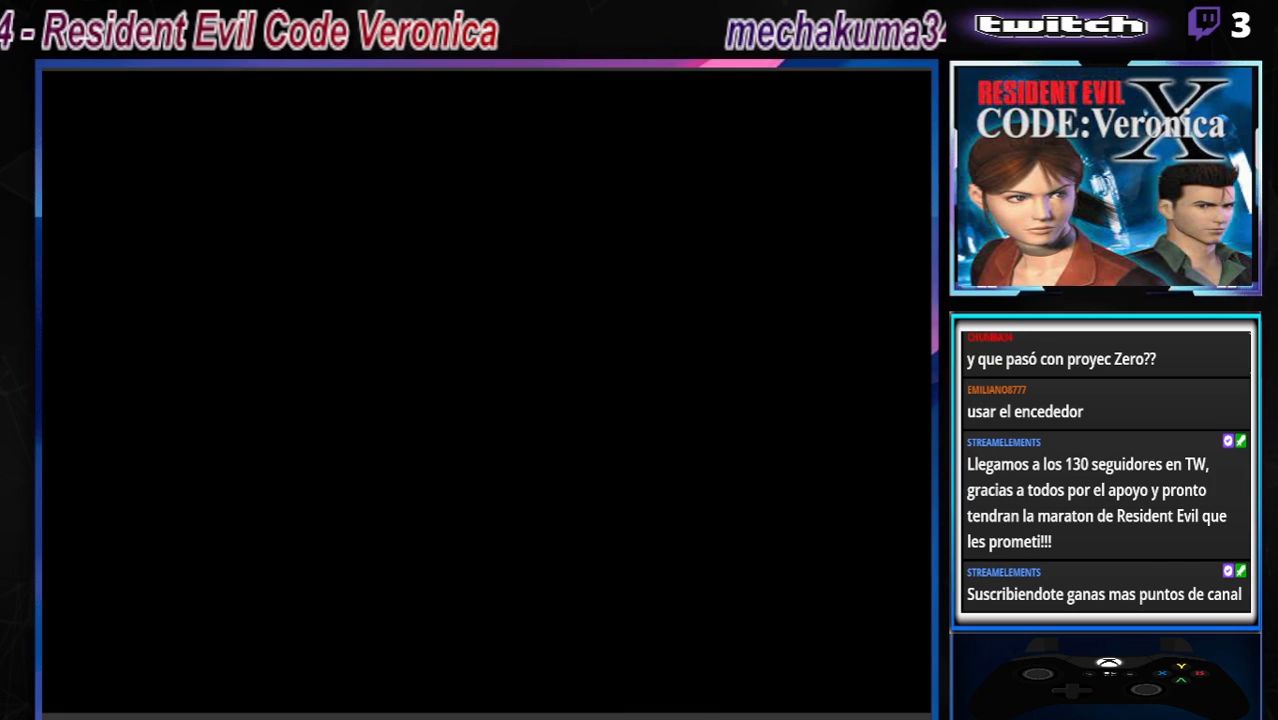 4 - Resident Evil Code Veronica
mechakuma34
twitch
3
RESIDENT EVIL
CODE:Veronica
X
CHUMBA34
y que pasó con proyec Zero??
EMILIANO8777
usar el encededor
STREAMELEMENTS
Llegamos a los 130 seguidores en TW,
gracias a todos por el apoyo y pronto
tendran la maraton de Resident Evil que
les prometi!!!
STREAMELEMENTS
Suscribiendote ganas mas puntos de canal
Y
X
B
A